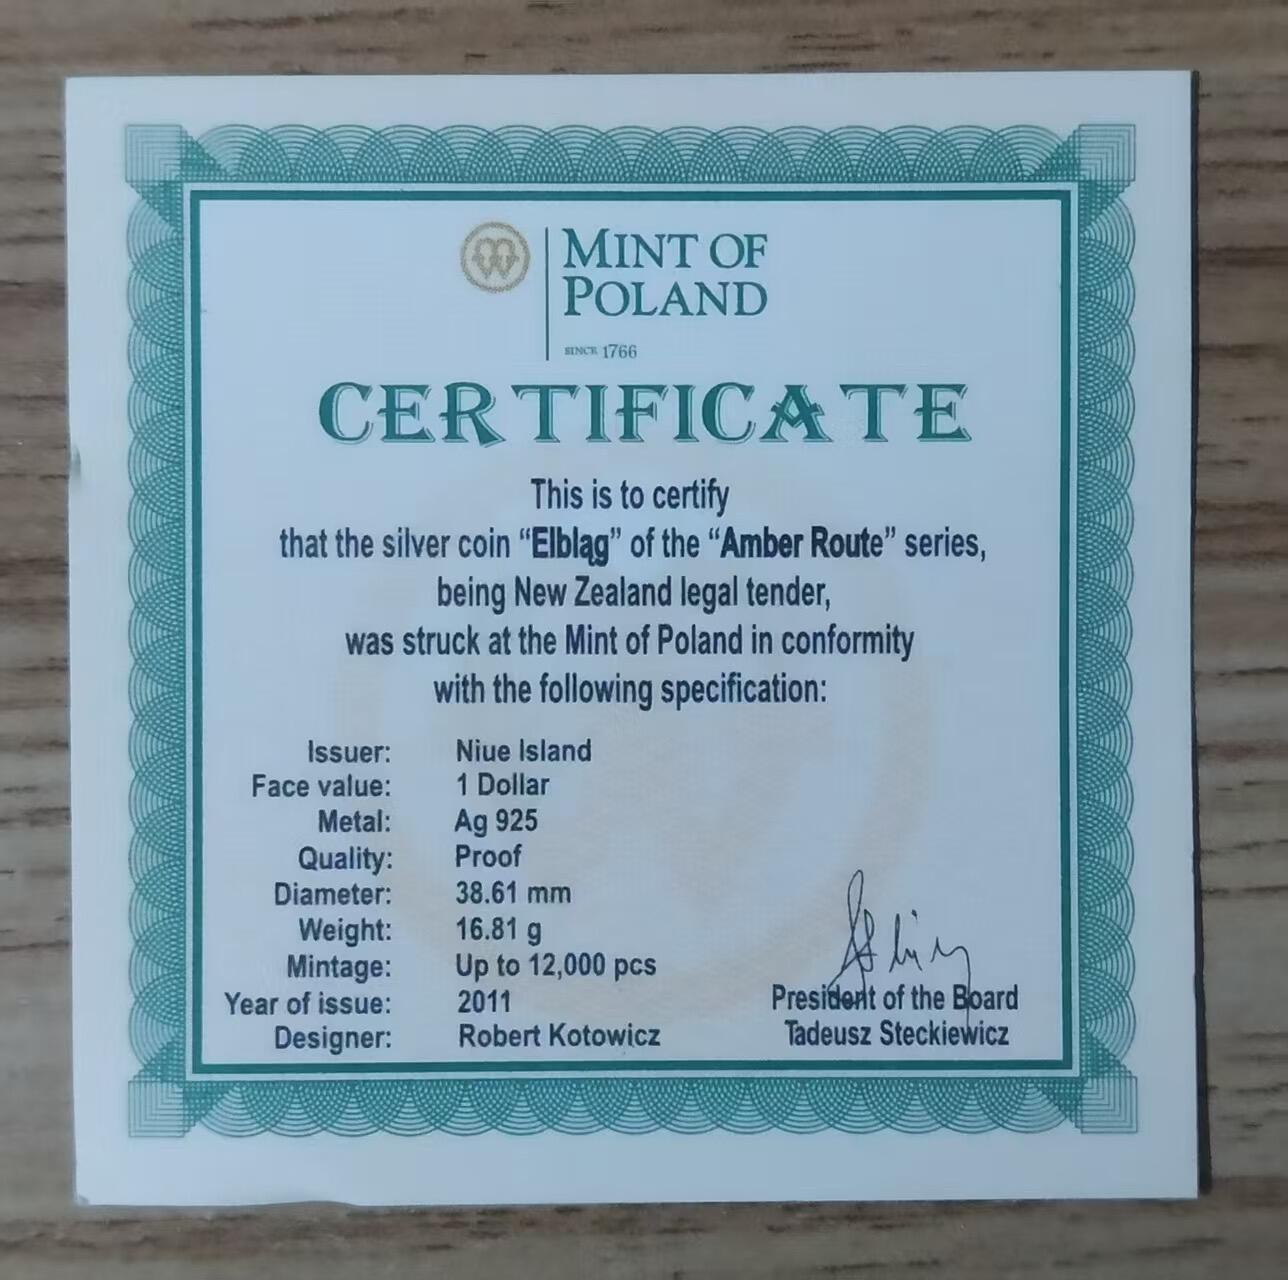 MINT OF
POLAND
SINCE 1766
CERTIFICATE
This is to certify
that the silver coin “Elbląg” of the “Amber Route” series,
being New Zealand legal tender,
was struck at the Mint of Poland in conformity
with the following specification:
Issuer: Niue Island
Face value: 1 Dollar
Metal: Ag 925
Quality: Proof
Diameter: 38.61 mm
Weight: 16.81 g
Mintage: Up to 12,000 pcs
Year of issue: 2011
Designer: Robert Kotowicz
President of the Board
Tadeusz Steckiewicz